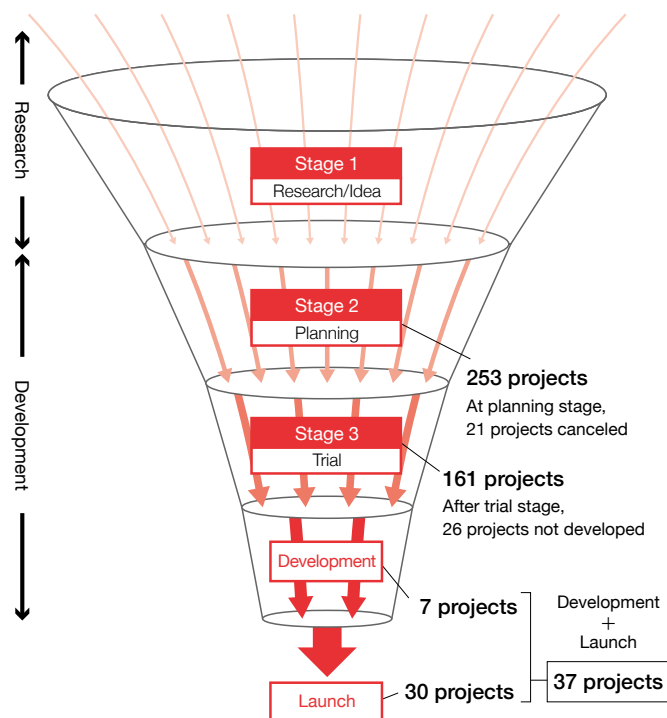 Research
Stage 1
Research/Idea
Development
Stage 2
Planning
253 projects
At planning stage,
21 projects canceled
Stage 3
Trial
161 projects
After trial stage,
26 projects not developed
Development
7 projects
Development
+
Launch
37 projects
Launch
30 projects